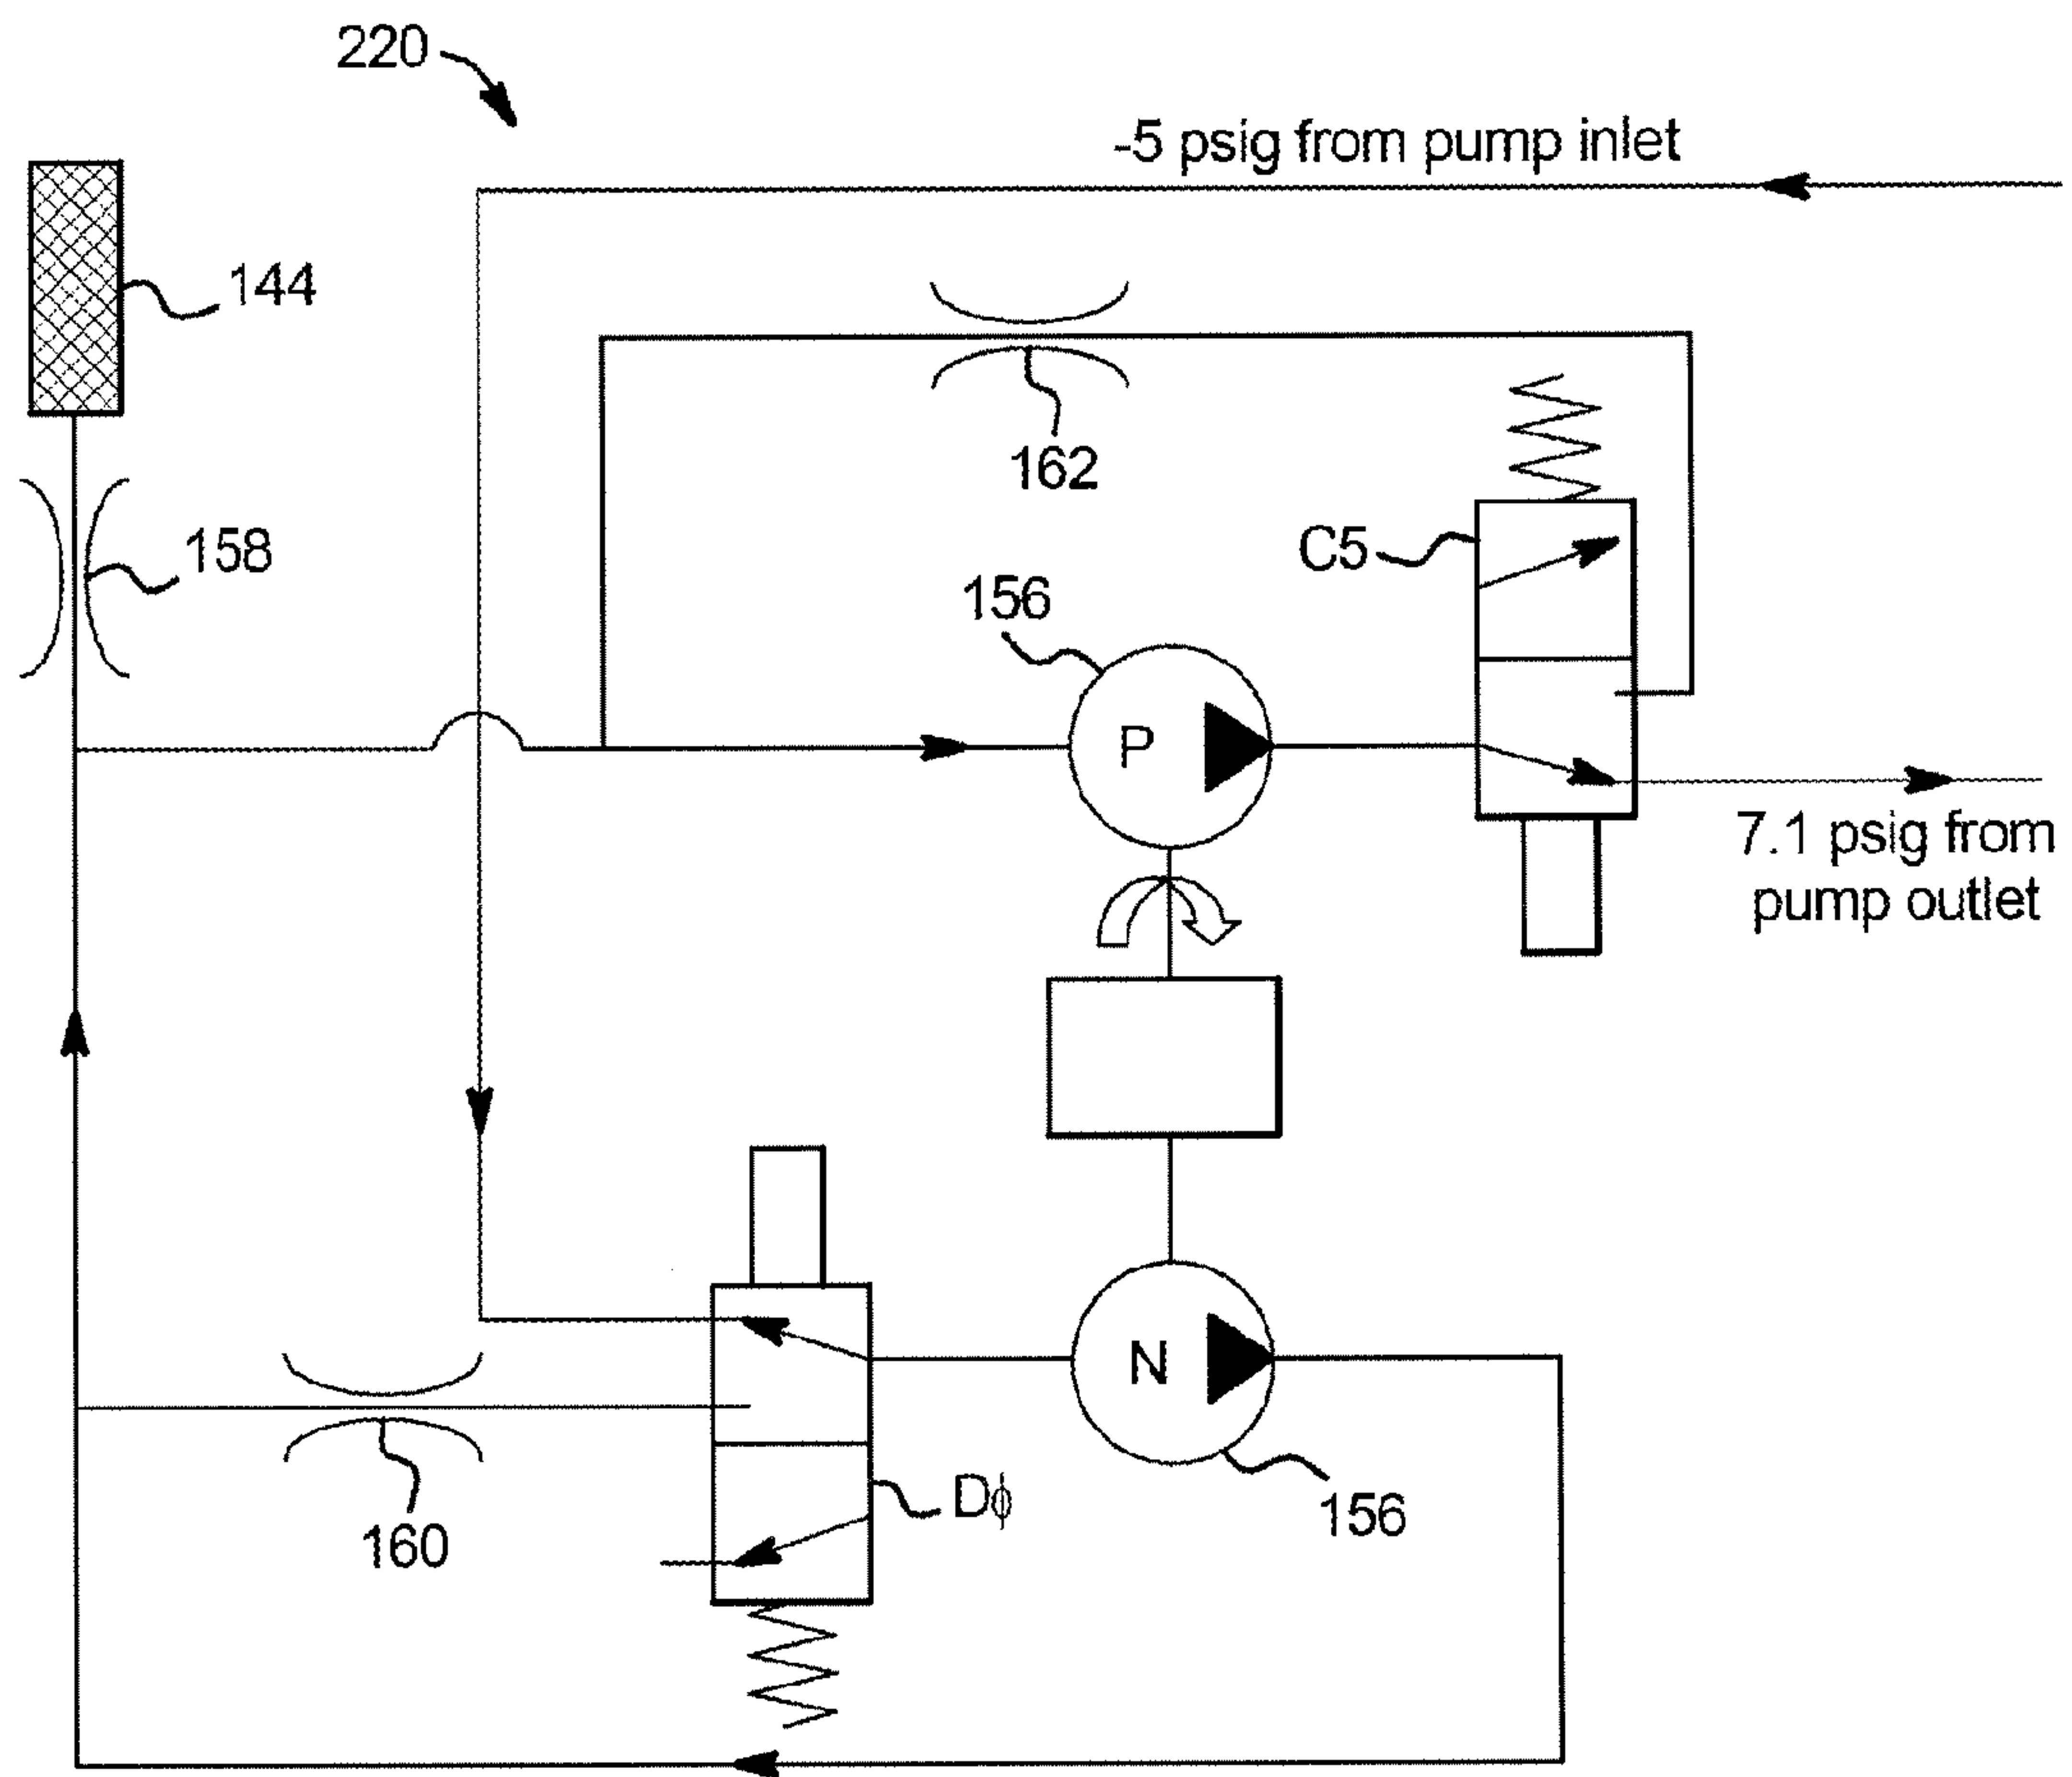 220
-5 psig from pump inlet
144
162
158
C5
156
P
7.1 psig from
pump outlet
N
Dϕ
156
160